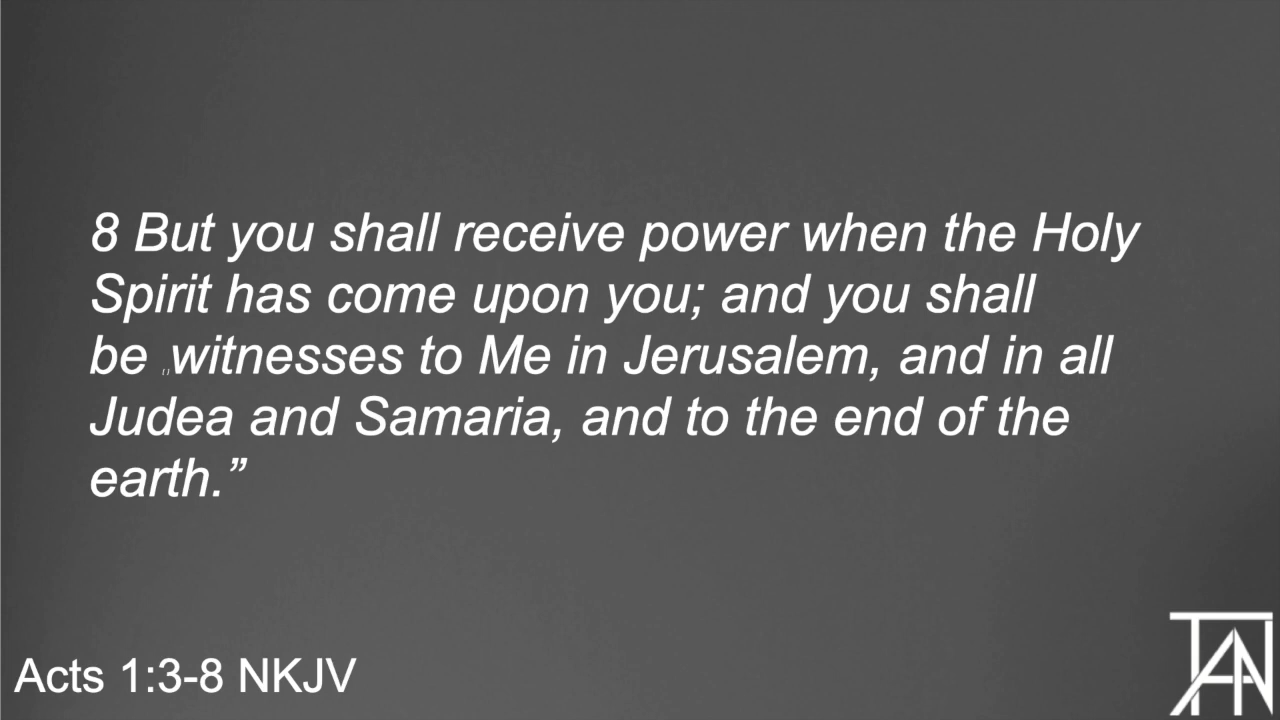 8 But you shall receive power when the Holy
Spirit has come upon you; and you shall
be [ ]witnesses to Me in Jerusalem, and in all
Judea and Samaria, and to the end of the
earth.”
Acts 1:3-8 NKJV
TAN